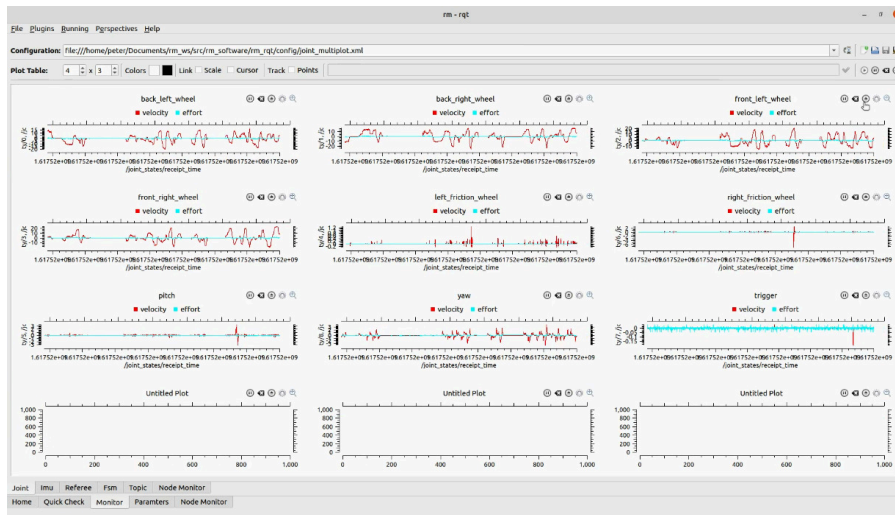 rm - rqt
File Plugins Running Perspectives Help
Configuration: file:///home/peter/Documents/rm_ws/src/rm_software/rm_rqt/config/joint_multiplot.xml
Plot Table: 4 x 3 Colors Link Scale Cursor Track Points
back_left_wheel back_right_wheel front_left_wheel
velocity effort velocity effort velocity effort
/joint_states/receipt_time /joint_states/receipt_time /joint_states/receipt_time
front_right_wheel left_friction_wheel right_friction_wheel
velocity effort velocity effort velocity effort
/joint_states/receipt_time /joint_states/receipt_time /joint_states/receipt_time
pitch yaw trigger
velocity effort velocity effort velocity effort
/joint_states/receipt_time /joint_states/receipt_time /joint_states/receipt_time
Untitled Plot Untitled Plot Untitled Plot
1,000 1,000 1,000
800 800 800
600 600 600
400 400 400
200 200 200
0 0 0
0 200 400 600 800 1,000 0 200 400 600 800 1,000 0 200 400 600 800 1,000
Joint Imu Referee Fsm Topic Node Monitor
Home Quick Check Monitor Paramters Node Monitor